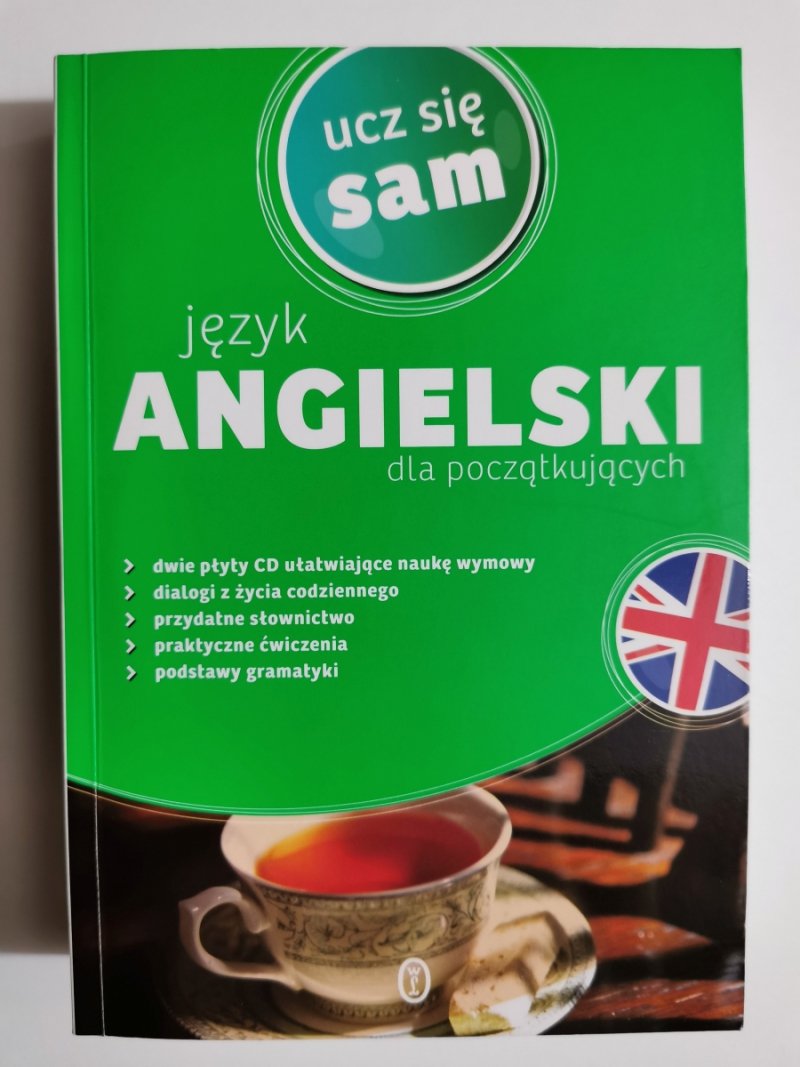 ucz się
sam
język
ANGIELSKI
dla początkujących
dwie płyty CD ułatwiające naukę wymowy
dialogi z życia codziennego
przydatne słownictwo
praktyczne ćwiczenia
podstawy gramatyki
W
L